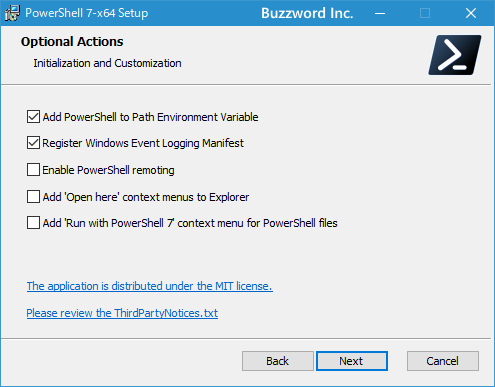 PowerShell 7-x64 Setup Buzzword Inc.
Optional Actions
Initialization and Customization
Add PowerShell to Path Environment Variable
Register Windows Event Logging Manifest
Enable PowerShell remoting
Add 'Open here' context menus to Explorer
Add 'Run with PowerShell 7' context menu for PowerShell files
The application is distributed under the MIT license.
Please review the ThirdPartyNotices.txt
Back Next Cancel